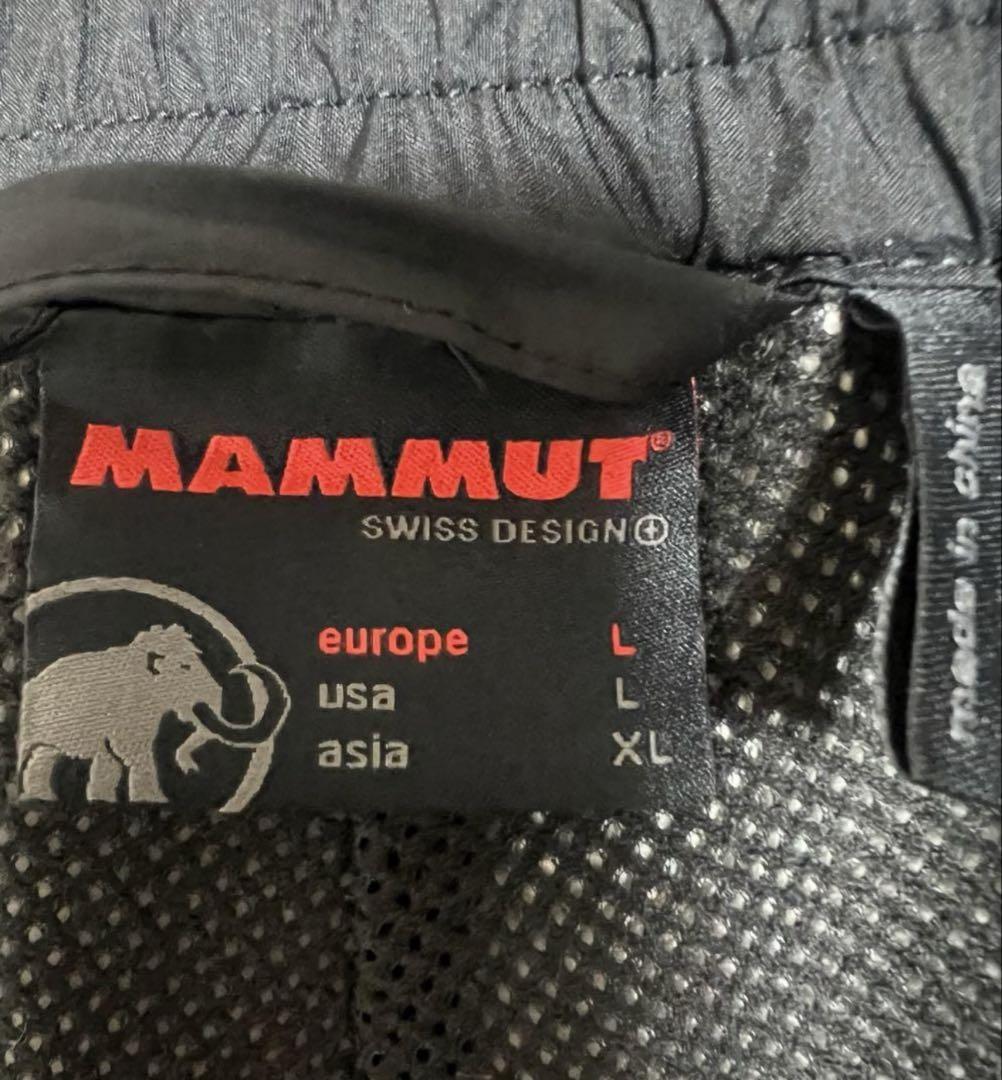 MAMMUT®
SWISS DESIGN
europe L
usa L
asia XL
made in china